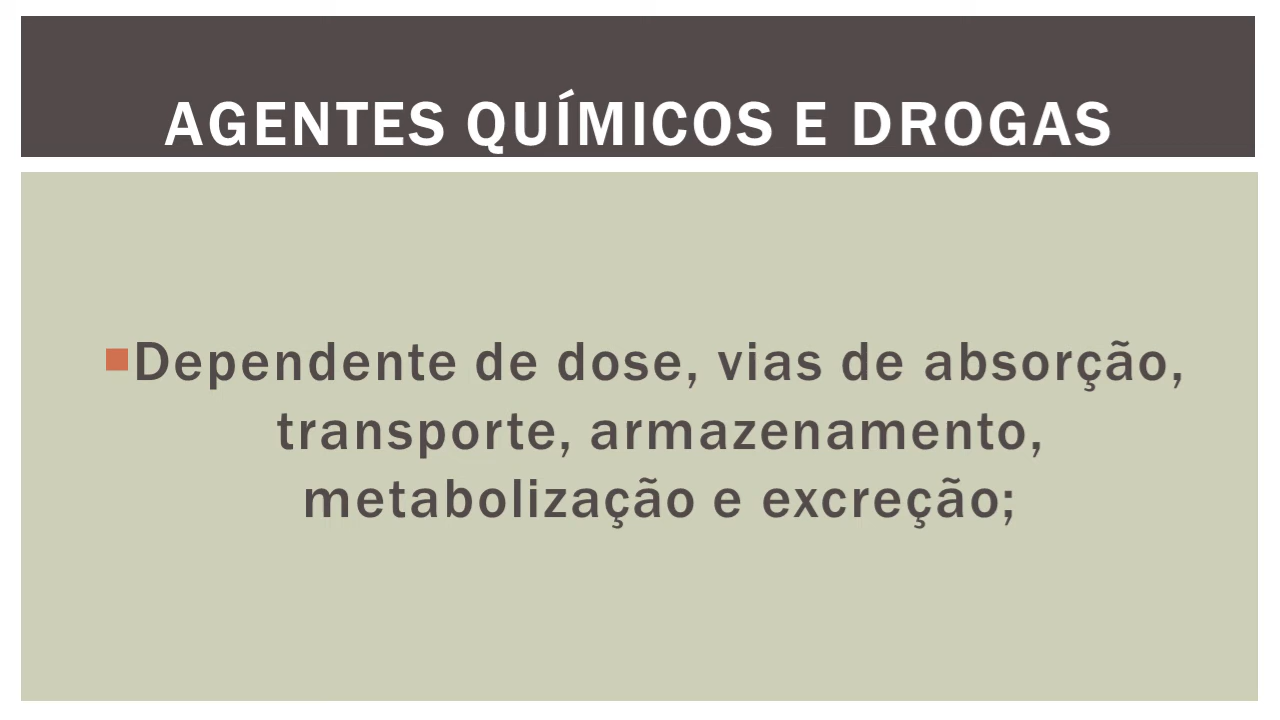 AGENTES QUÍMICOS E DROGAS
Dependente de dose, vias de absorção,
transporte, armazenamento,
metabolização e excreção;